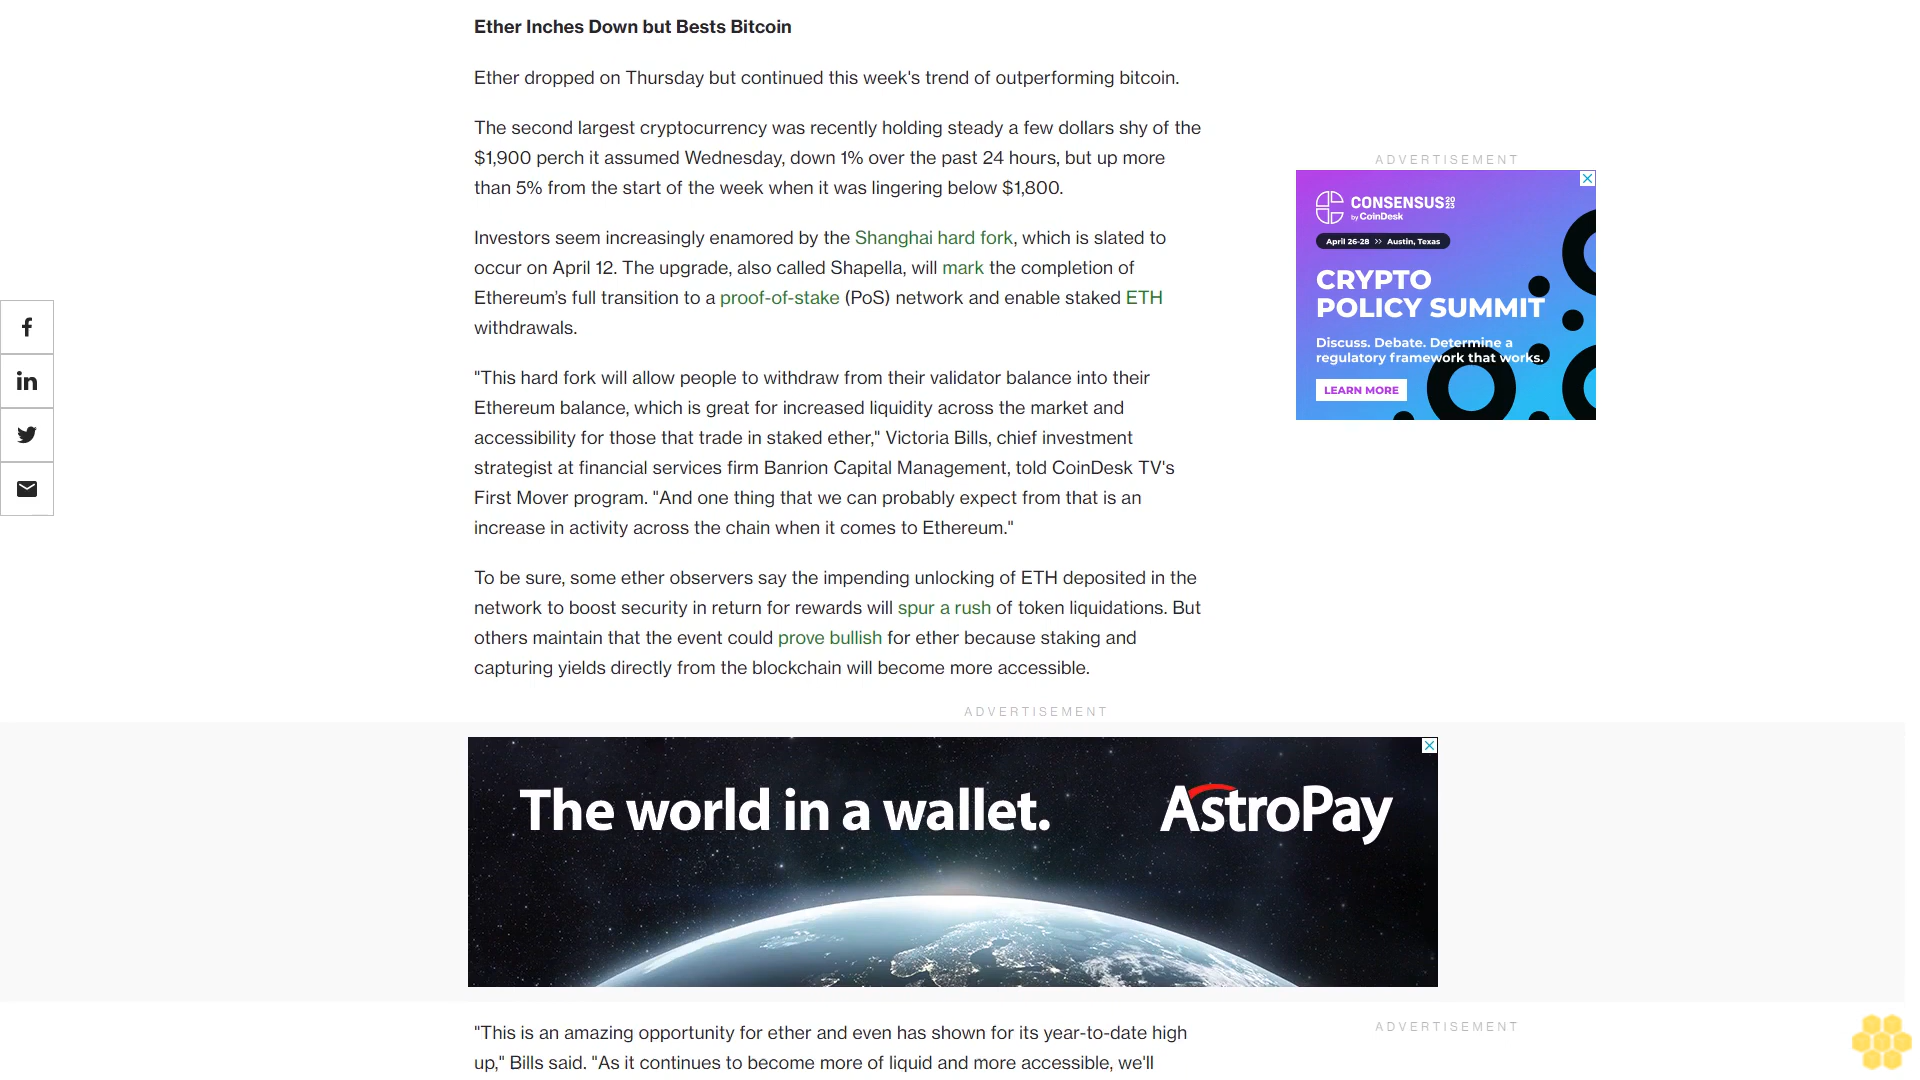 Ether Inches Down but Bests Bitcoin
Ether dropped on Thursday but continued this week's trend of outperforming bitcoin.
The second largest cryptocurrency was recently holding steady a few dollars shy of the
$1,900 perch it assumed Wednesday, down 1% over the past 24 hours, but up more
than 5% from the start of the week when it was lingering below $1,800.
Investors seem increasingly enamored by the Shanghai hard fork, which is slated to
occur on April 12. The upgrade, also called Shapella, will mark the completion of
Ethereum’s full transition to a proof-of-stake (PoS) network and enable staked ETH
withdrawals.
"This hard fork will allow people to withdraw from their validator balance into their
Ethereum balance, which is great for increased liquidity across the market and
accessibility for those that trade in staked ether," Victoria Bills, chief investment
strategist at financial services firm Banrion Capital Management, told CoinDesk TV's
First Mover program. "And one thing that we can probably expect from that is an
increase in activity across the chain when it comes to Ethereum."
To be sure, some ether observers say the impending unlocking of ETH deposited in the
network to boost security in return for rewards will spur a rush of token liquidations. But
others maintain that the event could prove bullish for ether because staking and
capturing yields directly from the blockchain will become more accessible.
ADVERTISEMENT
CONSENSUS 2023
by CoinDesk
April 26-28 >> Austin, Texas
CRYPTO
POLICY SUMMIT
Discuss. Debate. Determine a
regulatory framework that works.
LEARN MORE
ADVERTISEMENT
The world in a wallet.
AstroPay
"This is an amazing opportunity for ether and even has shown for its year-to-date high
up," Bills said. "As it continues to become more of liquid and more accessible, we'll
ADVERTISEMENT